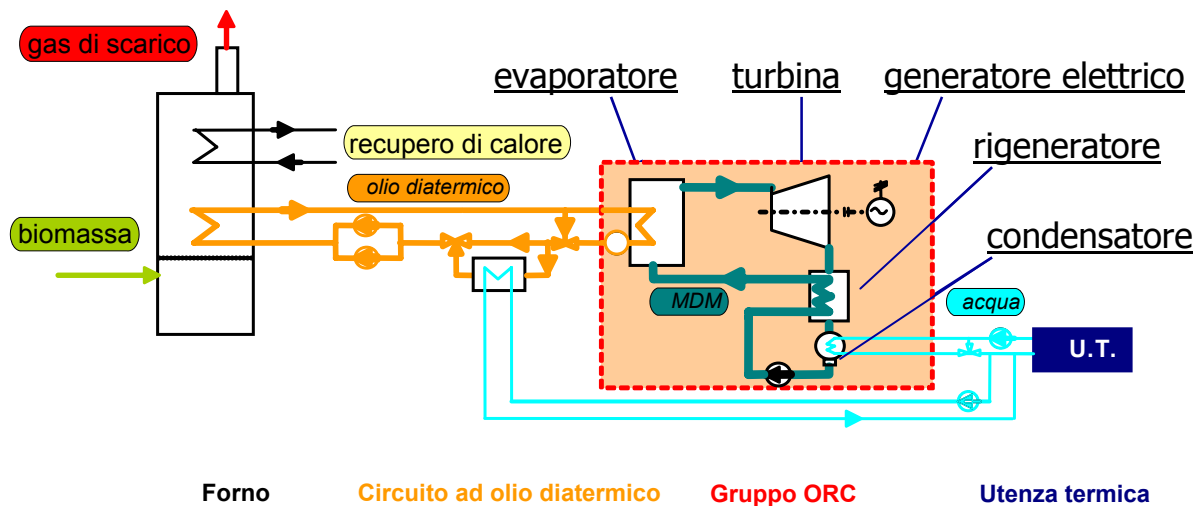 gas di scarico
evaporatore
turbina
generatore elettrico
recupero di calore
rigeneratore
olio diatermico
biomassa
condensatore
MDM
acqua
U.T.
Forno
Circuito ad olio diatermico
Gruppo ORC
Utenza termica